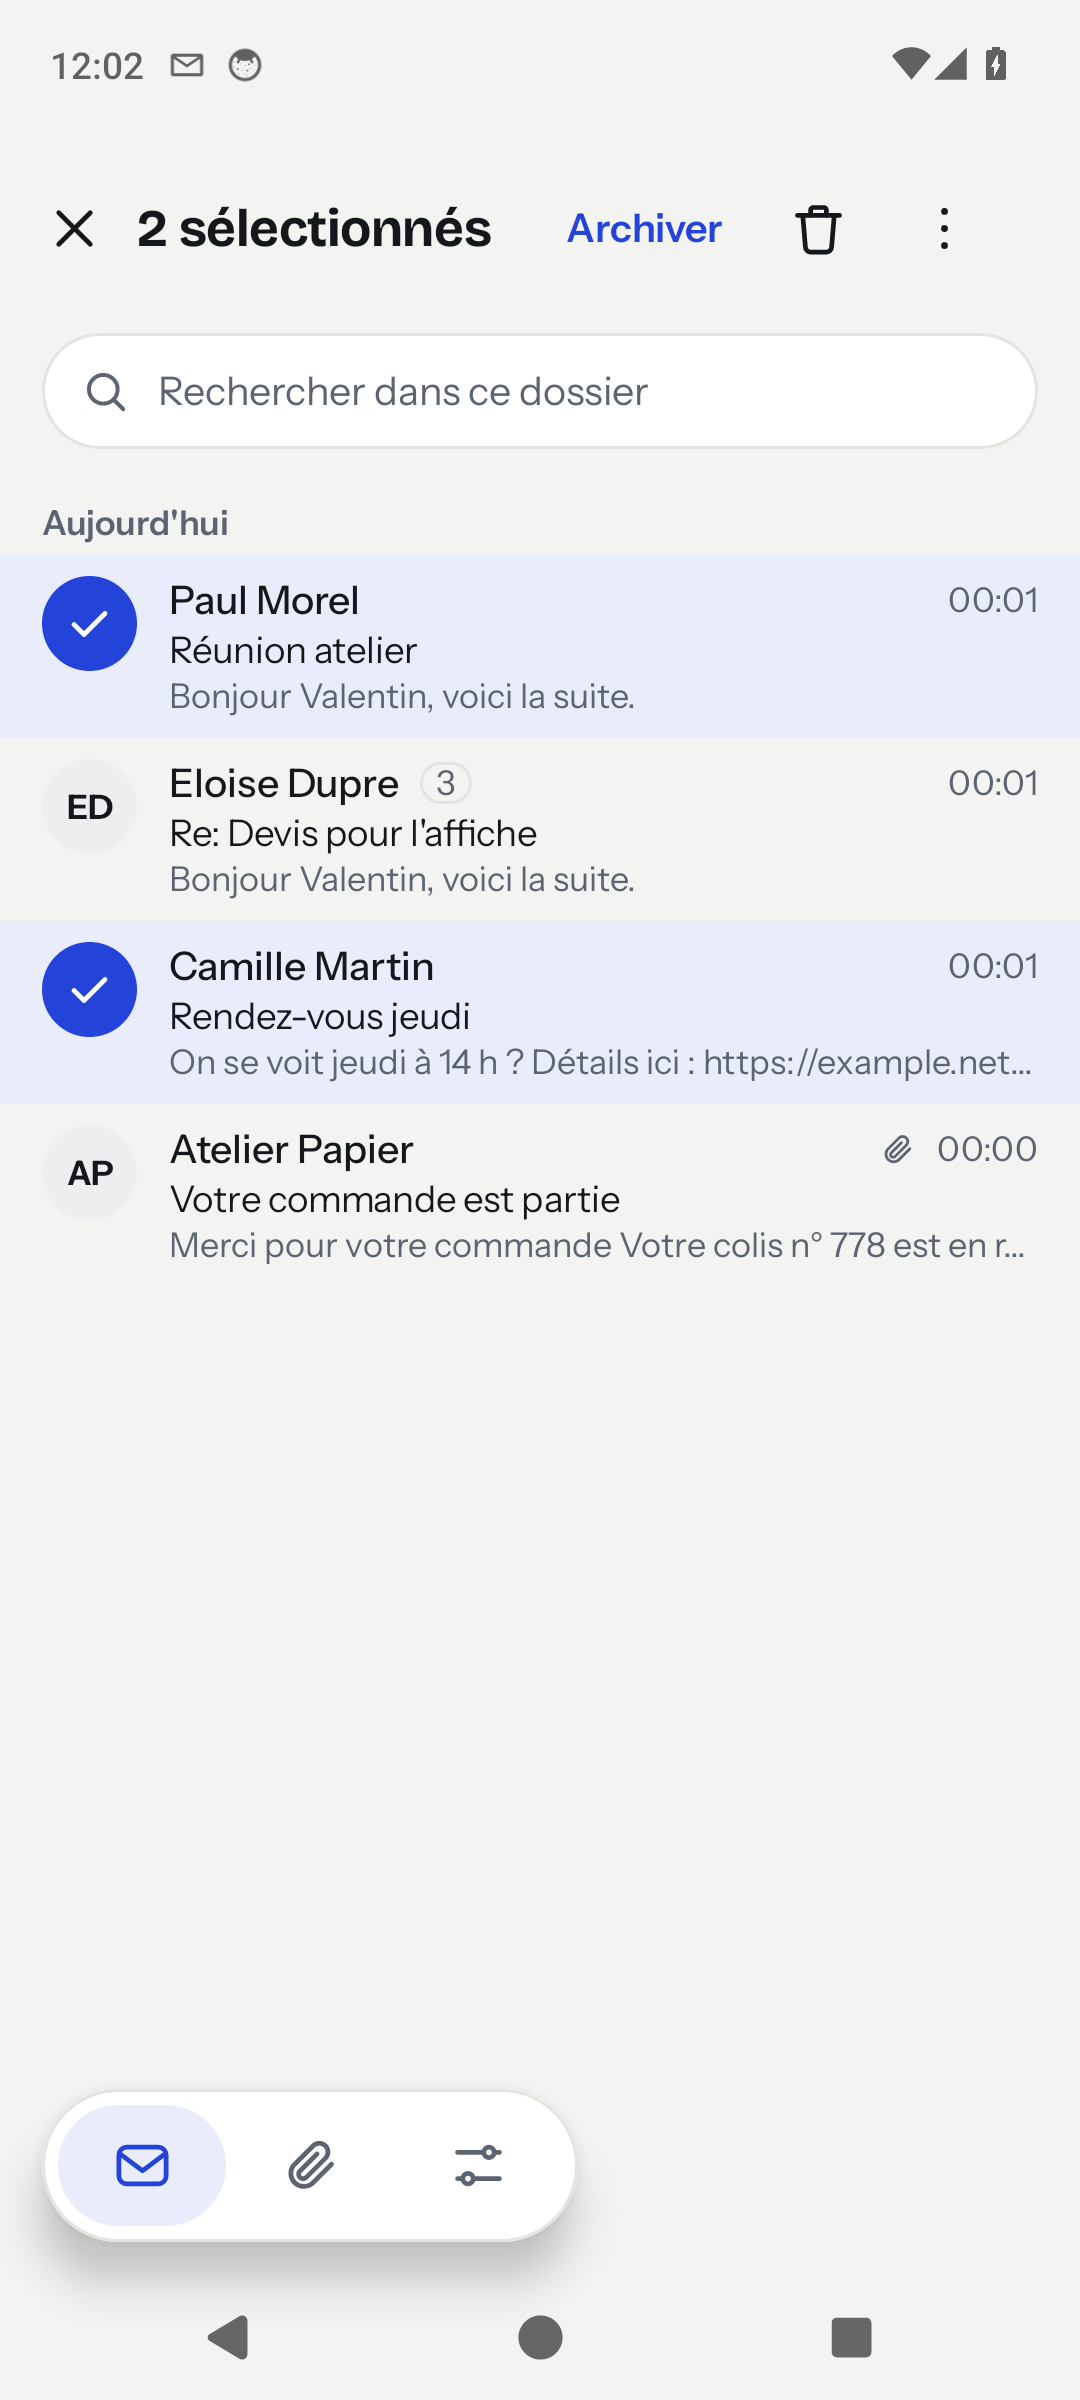 12:02
2 sélectionnés
Archiver
Rechercher dans ce dossier
Aujourd'hui
Paul Morel 00:01
Réunion atelier
Bonjour Valentin, voici la suite.
ED Eloise Dupre 3 00:01
Re: Devis pour l'affiche
Bonjour Valentin, voici la suite.
Camille Martin 00:01
Rendez-vous jeudi
On se voit jeudi à 14 h ? Détails ici : https://example.net...
AP Atelier Papier 00:00
Votre commande est partie
Merci pour votre commande Votre colis n° 778 est en r...